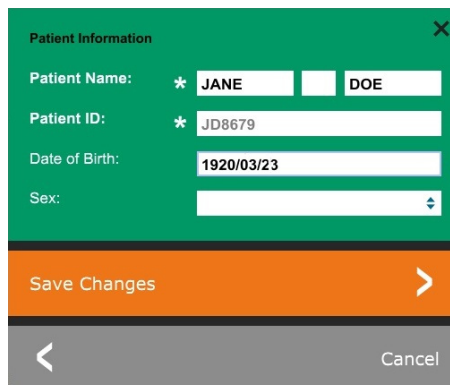 Patient Information
Patient Name: * JANE DOE
Patient ID: * JD8679
Date of Birth: 1920/03/23
Sex:
Save Changes
Cancel